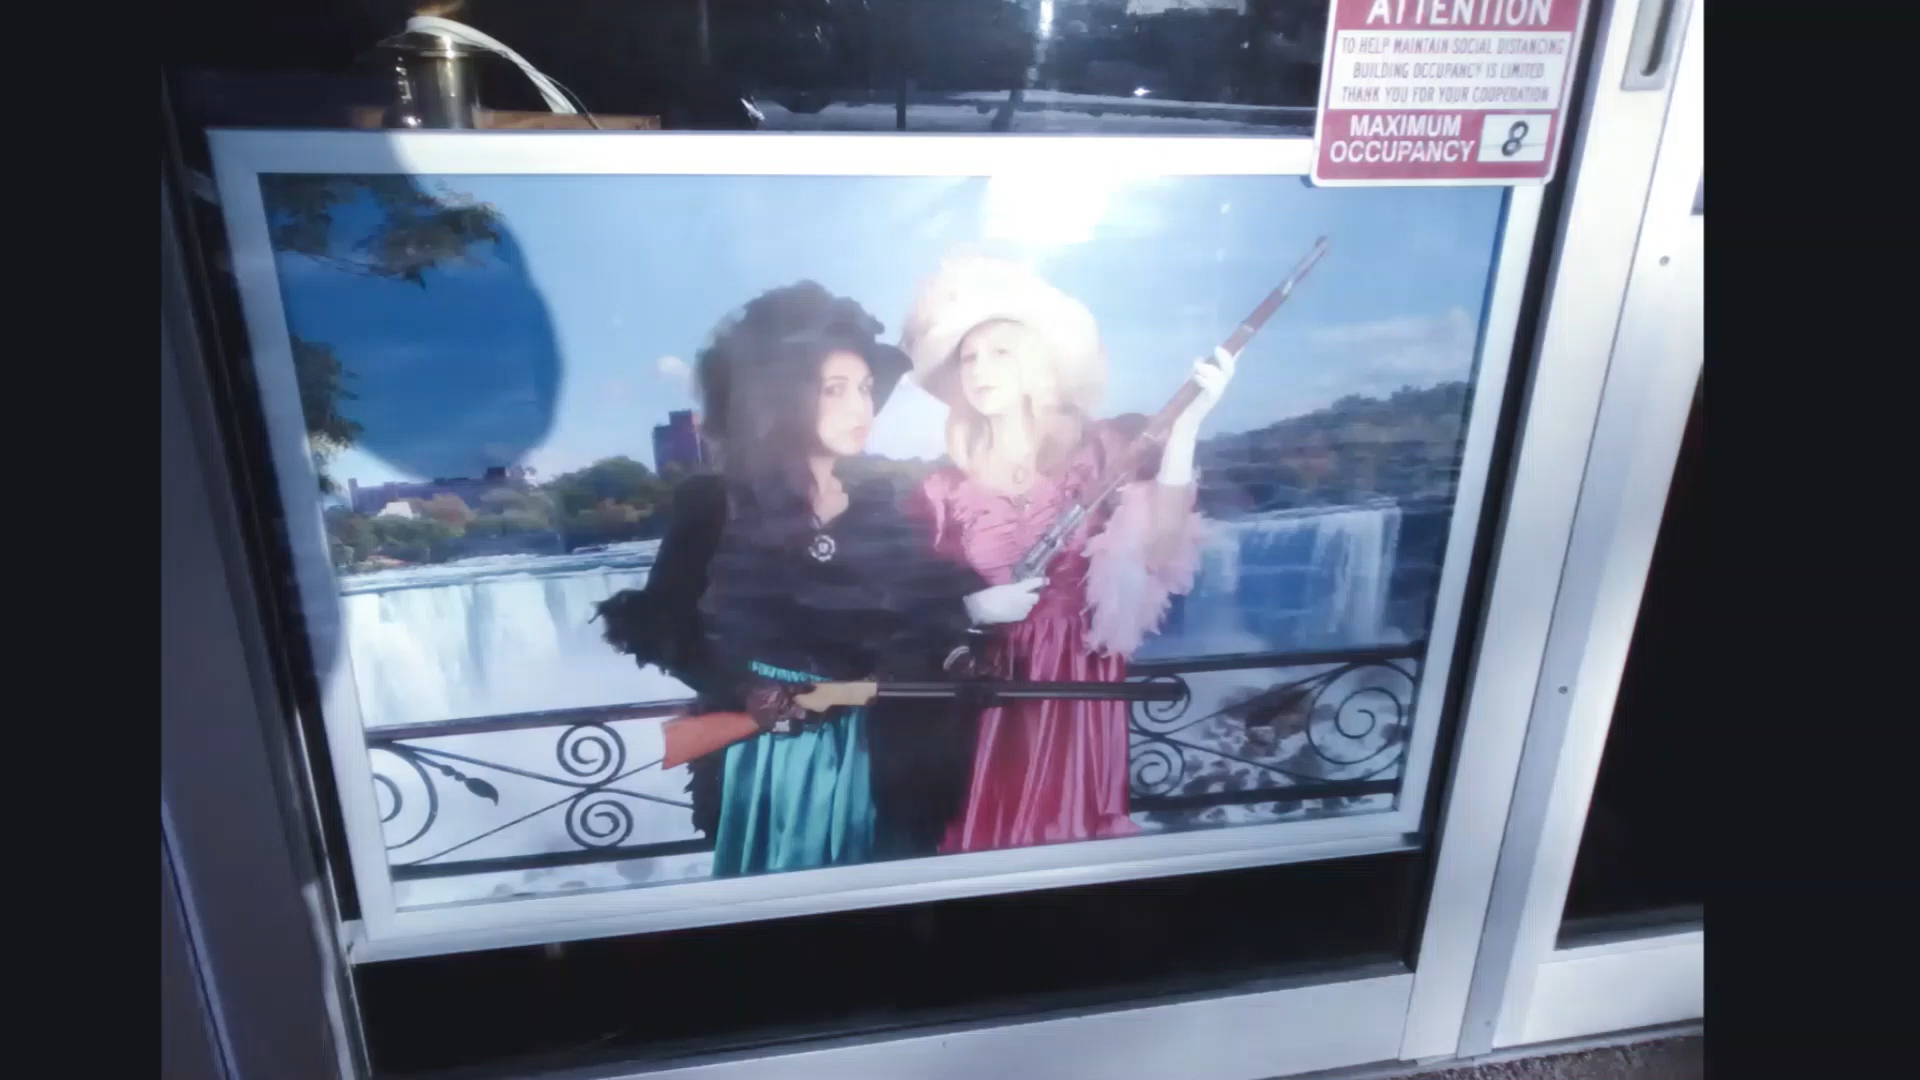 ATTENTION
TO HELP MAINTAIN SOCIAL DISTANCING
BUILDING OCCUPANCY IS LIMITED
THANK YOU FOR YOUR COOPERATION
MAXIMUM
OCCUPANCY 8